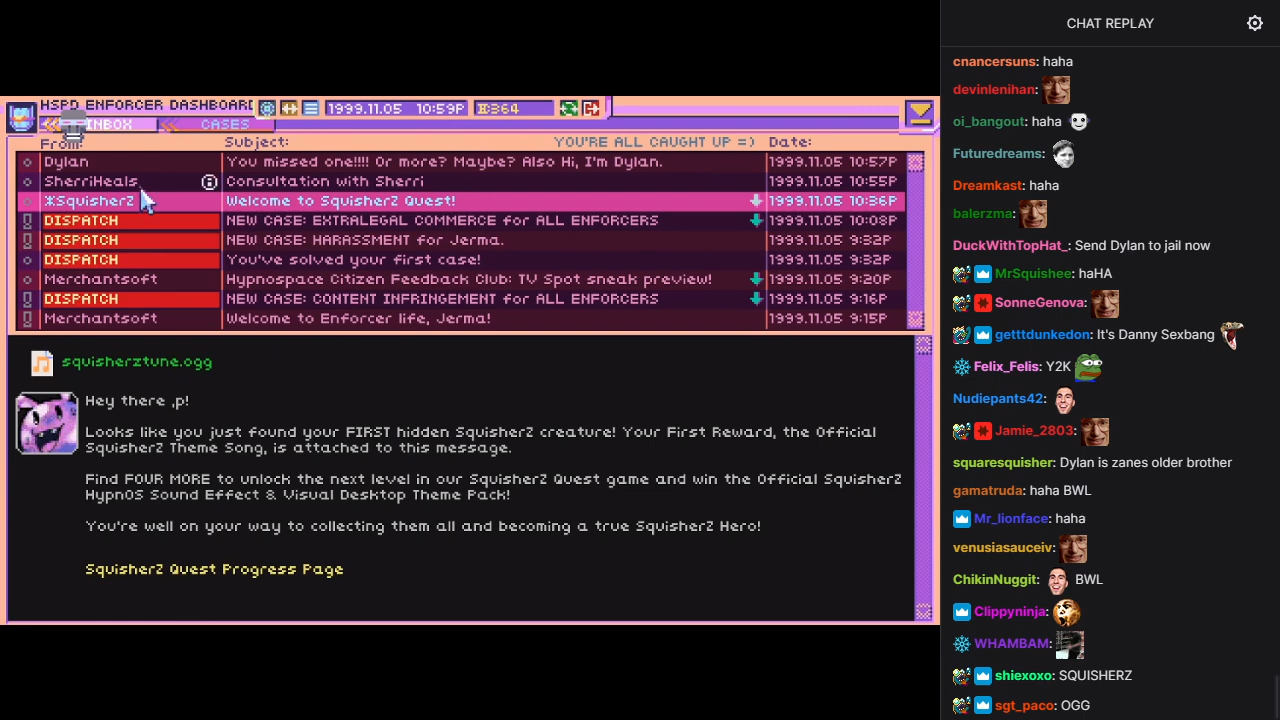 HSPD ENFORCER DASHBOARD
1999.11.05 10:59P
364
INBOX
CASES
From:
Subject:
YOU'RE ALL CAUGHT UP =)
Date:
Dylan
You missed one!!!! Or more? Maybe? Also Hi, I'm Dylan.
1999.11.05 10:57P
SherriHeals
Consultation with Sherri
1999.11.05 10:55P
SquisherZ
Welcome to SquisherZ Quest!
1999.11.05 10:36P
DISPATCH
NEW CASE: EXTRALEGAL COMMERCE for ALL ENFORCERS
1999.11.05 10:08P
DISPATCH
NEW CASE: HARASSMENT for Jerma.
1999.11.05 9:32P
DISPATCH
You've solved your first case!
1999.11.05 9:32P
Merchantsoft
Hypnospace Citizen Feedback Club: TV Spot sneak preview!
1999.11.05 9:20P
DISPATCH
NEW CASE: CONTENT INFRINGEMENT for ALL ENFORCERS
1999.11.05 9:16P
Merchantsoft
Welcome to Enforcer life, Jerma!
1999.11.05 9:15P
squisherztune.ogg
Hey there ,p!
Looks like you just found your FIRST hidden SquisherZ creature! Your First Reward, the Official
SquisherZ Theme Song, is attached to this message.
Find FOUR MORE to unlock the next level in our SquisherZ Quest game and win the Official SquisherZ
HypnOS Sound Effect & Visual Desktop Theme Pack!
You're well on your way to collecting them all and becoming a true SquisherZ Hero!
SquisherZ Quest Progress Page
CHAT REPLAY
cnancersuns: haha
devinlenihan:
oi_bangout: haha
Futuredreams:
Dreamkast: haha
balerzma:
DuckWithTopHat_: Send Dylan to jail now
MrSquishee: haHA
SonneGenova:
getttdunkedon: It's Danny Sexbang
Felix_Felis: Y2K
Nudiepants42:
Jamie_2803:
squaresquisher: Dylan is zanes older brother
gamatruda: haha BWL
Mr_lionface: haha
venusiasauceiv:
ChikinNuggit: BWL
Clippyninja:
WHAMBAM:
shiexoxo: SQUISHERZ
sgt_paco: OGG